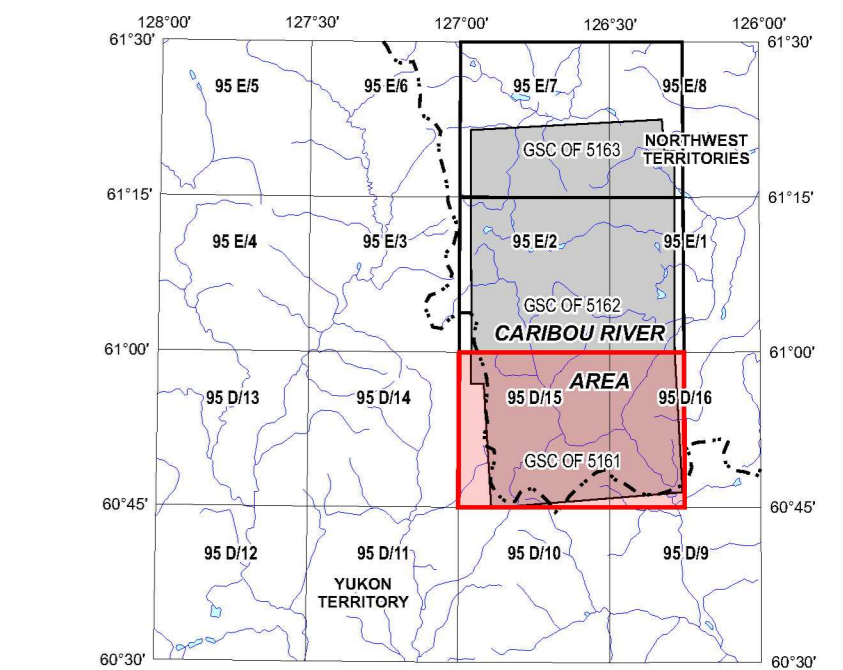 128°00' 127°30' 127°00' 126°30' 126°00'
61°30' 61°30'
95 E/5 95 E/6 95 E/7 95 E/8
GSC OF 5163 NORTHWEST
TERRITORIES
61°15' 61°15'
95 E/4 95 E/3 95 E/2 95 E/1
GSC OF 5162
CARIBOU RIVER
61°00' 61°00'
AREA
95 D/13 95 D/14 95 D/15 95 D/16
GSC OF 5161
60°45' 60°45'
95 D/12 95 D/11 95 D/10 95 D/9
YUKON
TERRITORY
60°30' 60°30'